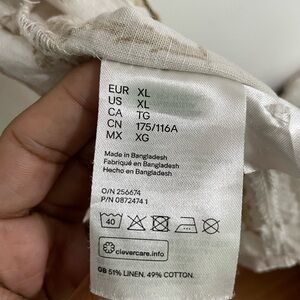 EUR XL
US XL
CA TG
CN 175/116A
MX XG
Made in Bangladesh
Fabriqué en Bangladesh
Hecho en Bangladesh
O/N 256674
P/N 0872474.1
40
clevercare.info
GB 51% LINEN. 49% COTTON.